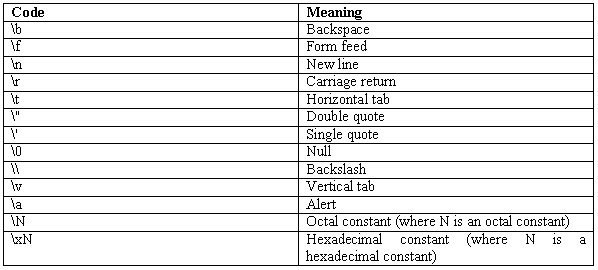 Code Meaning
\b Backspace
\f Form feed
\n New line
\r Carriage return
\t Horizontal tab
\" Double quote
\' Single quote
\0 Null
\\ Backslash
\v Vertical tab
\a Alert
\N Octal constant (where N is an octal constant)
\xN Hexadecimal constant (where N is a
hexadecimal constant)